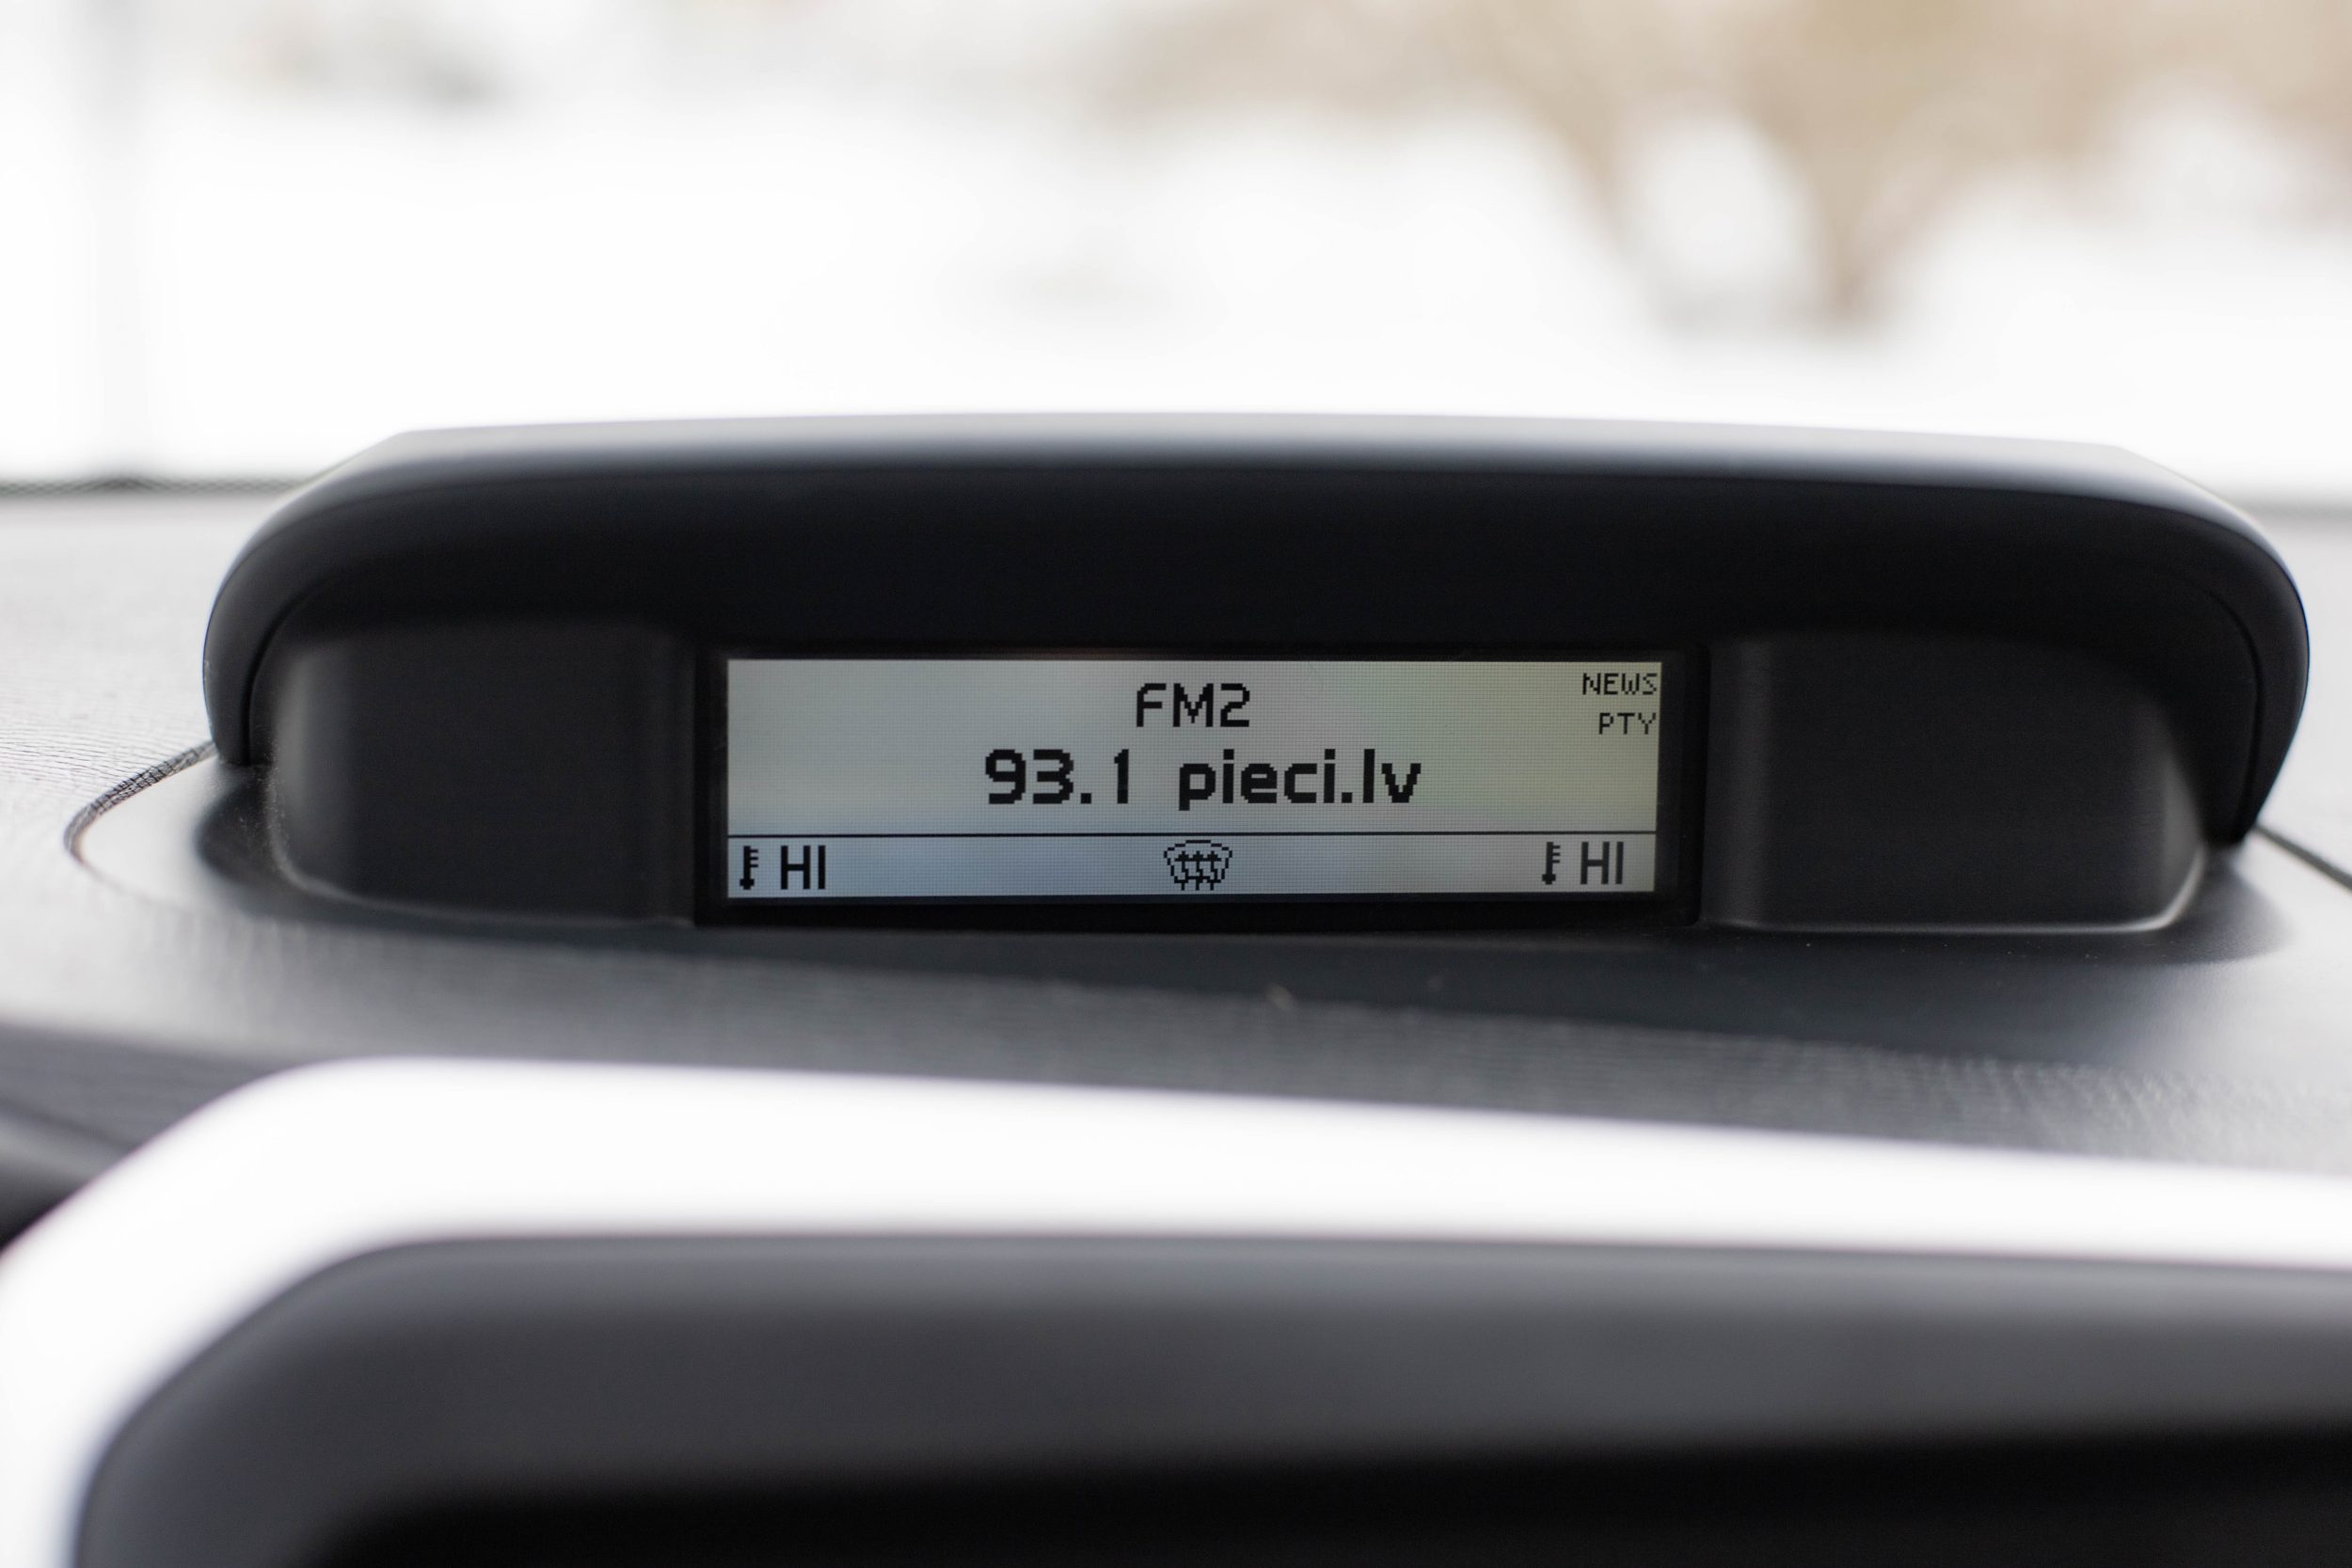 FM2
NEWS
PTY
93.1 pieci.lv
HI HI